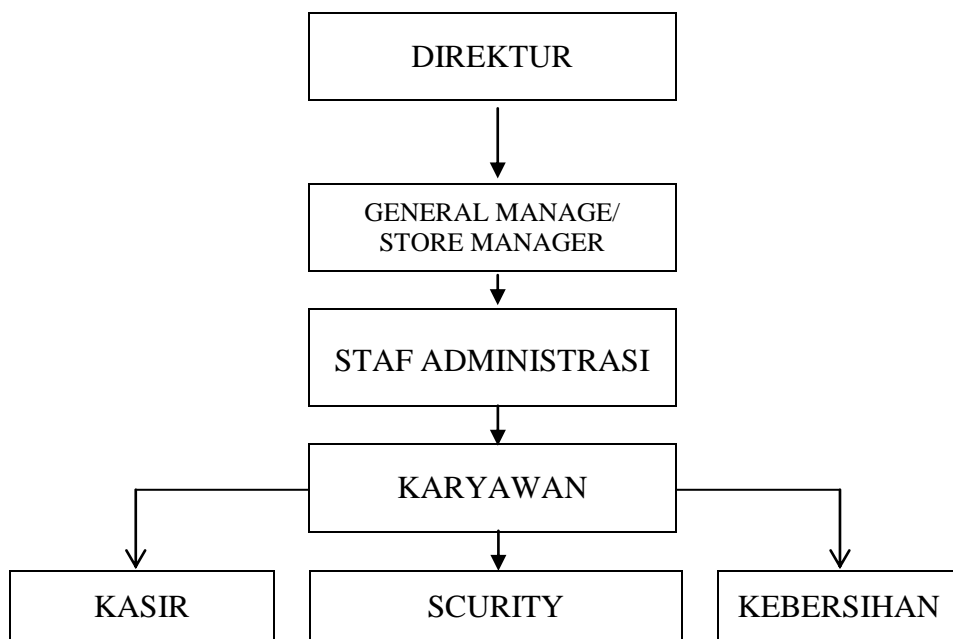 DIREKTUR
GENERAL MANAGE/
STORE MANAGER
STAF ADMINISTRASI
KARYAWAN
KASIR
SCURITY
KEBERSIHAN